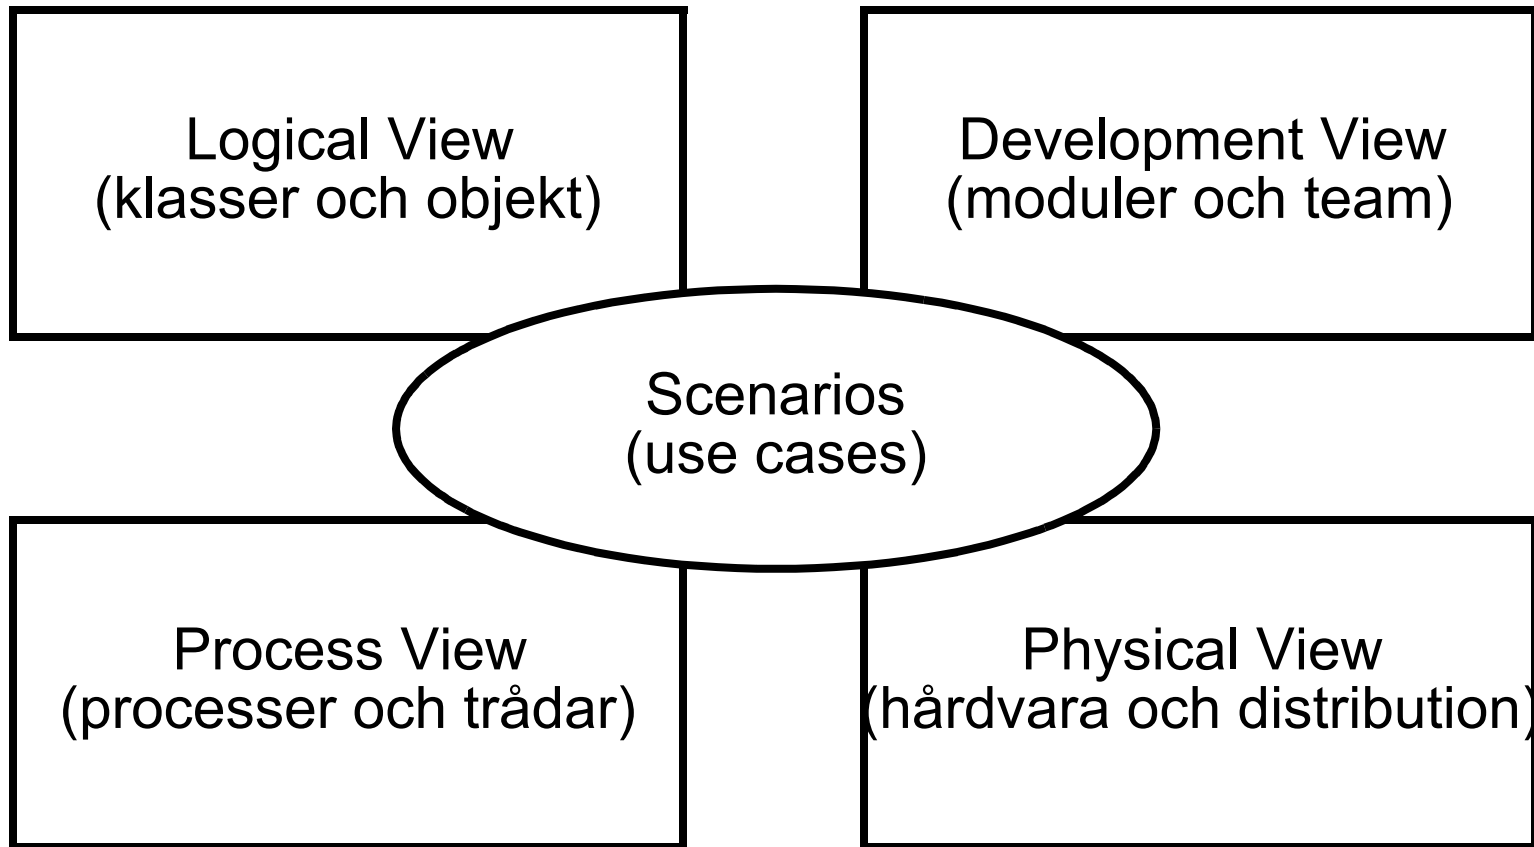 Logical View
(klasser och objekt)
Development View
(moduler och team)
Scenarios
(use cases)
Process View
(processer och trådar)
Physical View
(hårdvara och distribution)